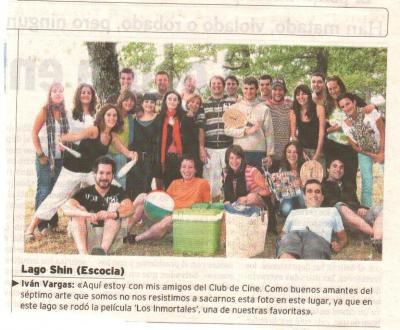 Han matado, violado o robado, pero ningun
Lago Shin (Escocia)
Iván Vargas: «Aquí estoy con mis amigos del Club de Cine. Como buenos amantes del
séptimo arte que somos no nos resistimos a sacarnos esta foto en este lugar, ya que en
este lago se rodó la película 'Los Inmortales', una de nuestras favoritas».